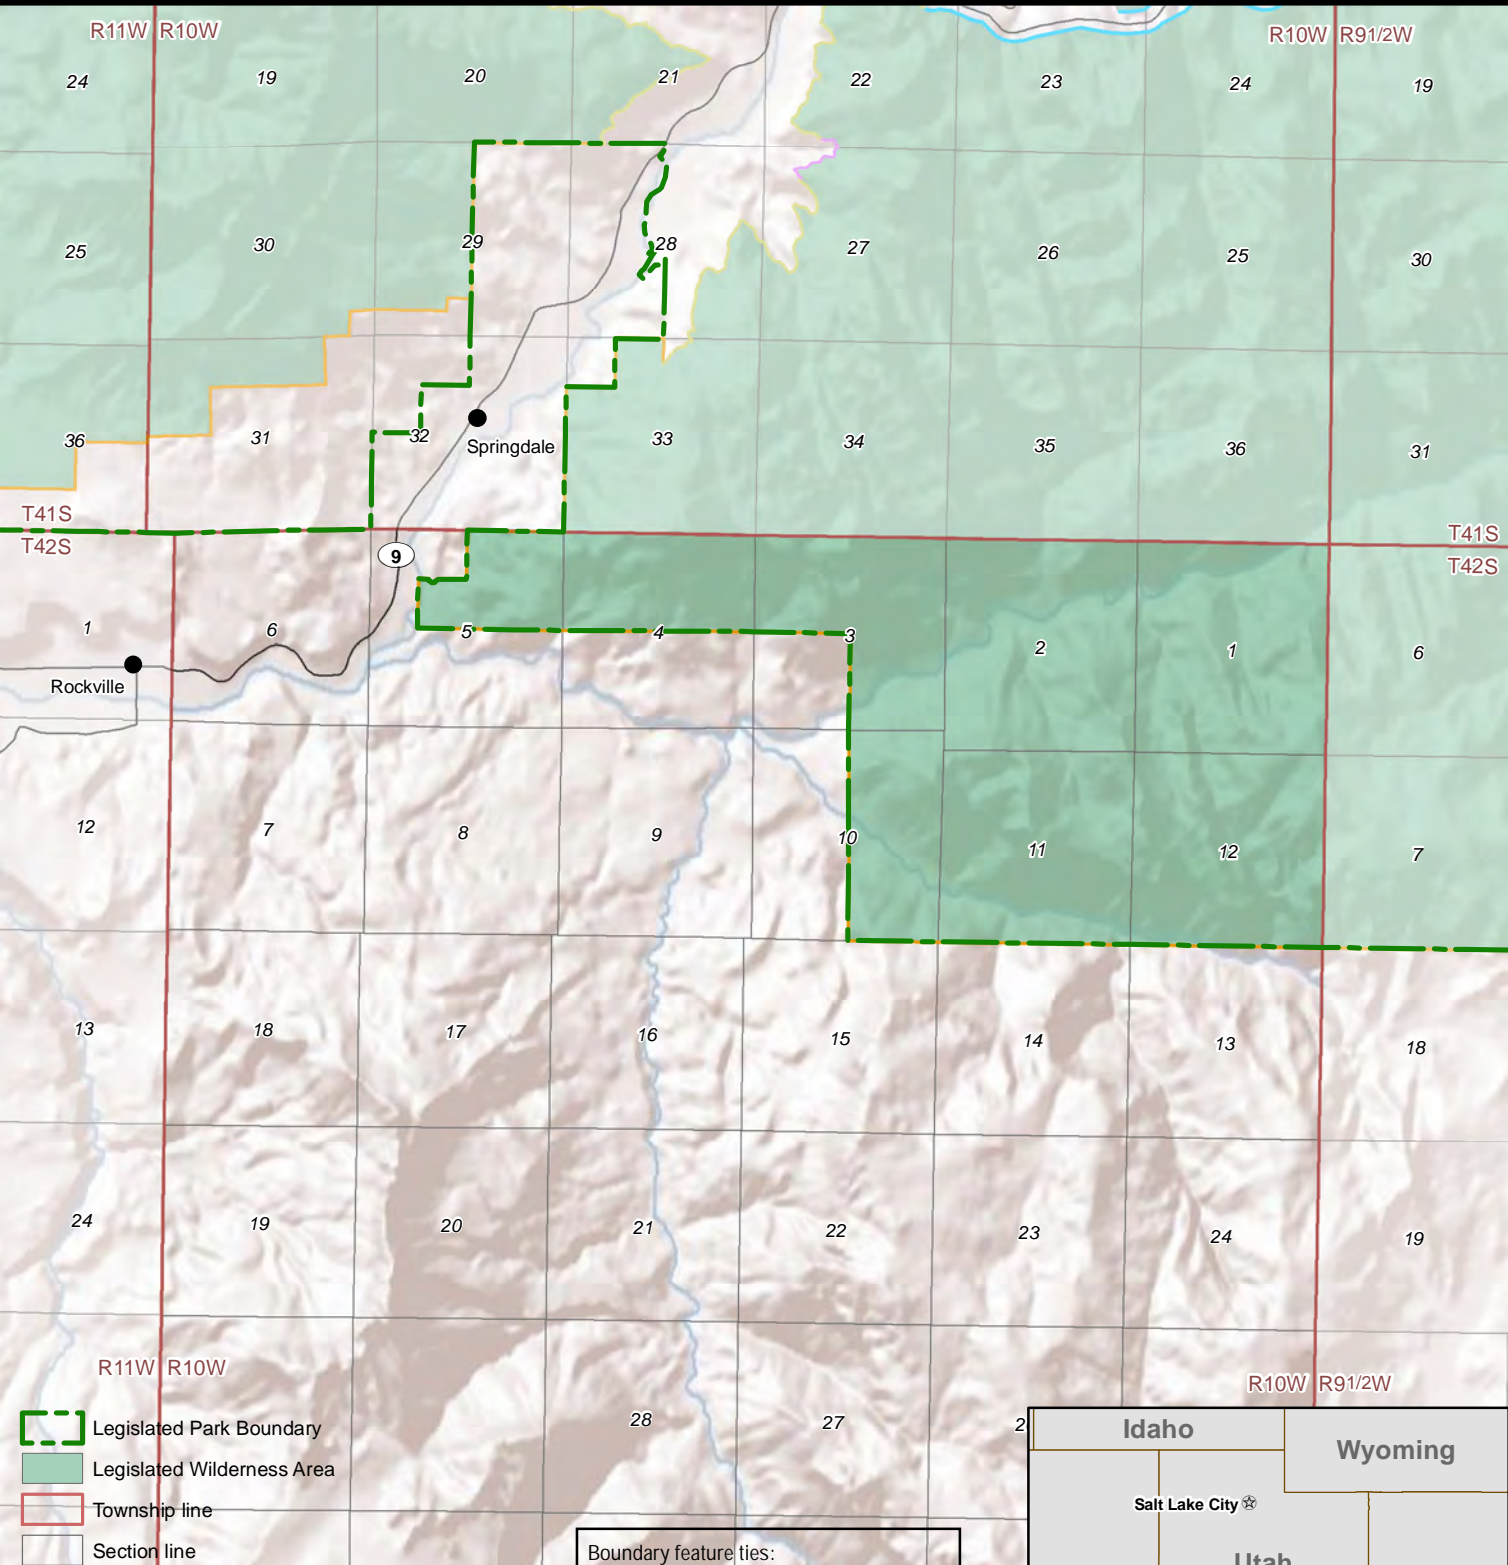 R11W R10W
R10W R91/2W
24 19 20 21 22 23 24 19
25 30 29 28 27 26 25 30
36 31 32 33 34 35 36 31
Springdale
T41S
T42S
T41S
T42S
9
1 6 5 4 3 2 1 6
Rockville
12 7 8 9 10 11 12 7
13 18 17 16 15 14 13 18
24 19 20 21 22 23 24 19
R11W R10W
R10W R91/2W
28 27 2
Legislated Park Boundary
Legislated Wilderness Area
Township line
Section line
Boundary feature ties:
Idaho
Wyoming
Salt Lake City
Utah